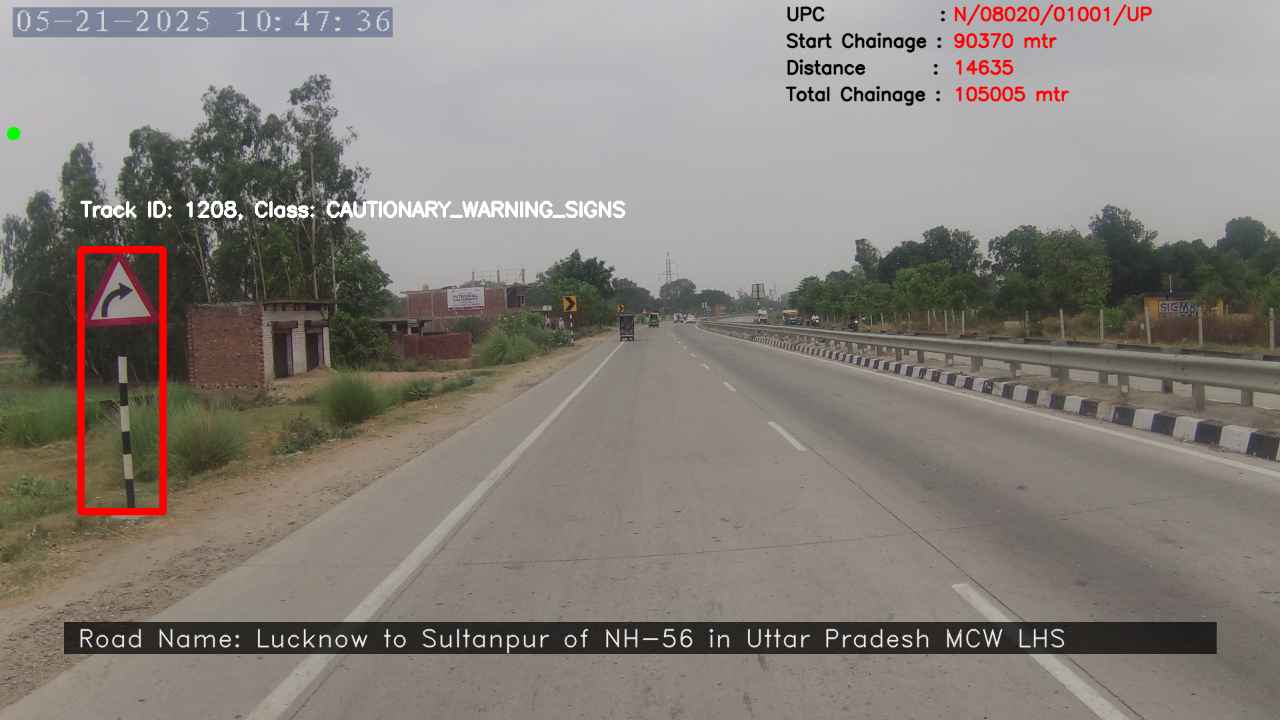 05-21-2025 10:47:36
UPC : N/08020/01001/UP
Start Chainage : 90370 mtr
Distance : 14635
Total Chainage : 105005 mtr
Track ID: 1208, Class: CAUTIONARY_WARNING_SIGNS
Road Name: Lucknow to Sultanpur of NH-56 in Uttar Pradesh MCW LHS